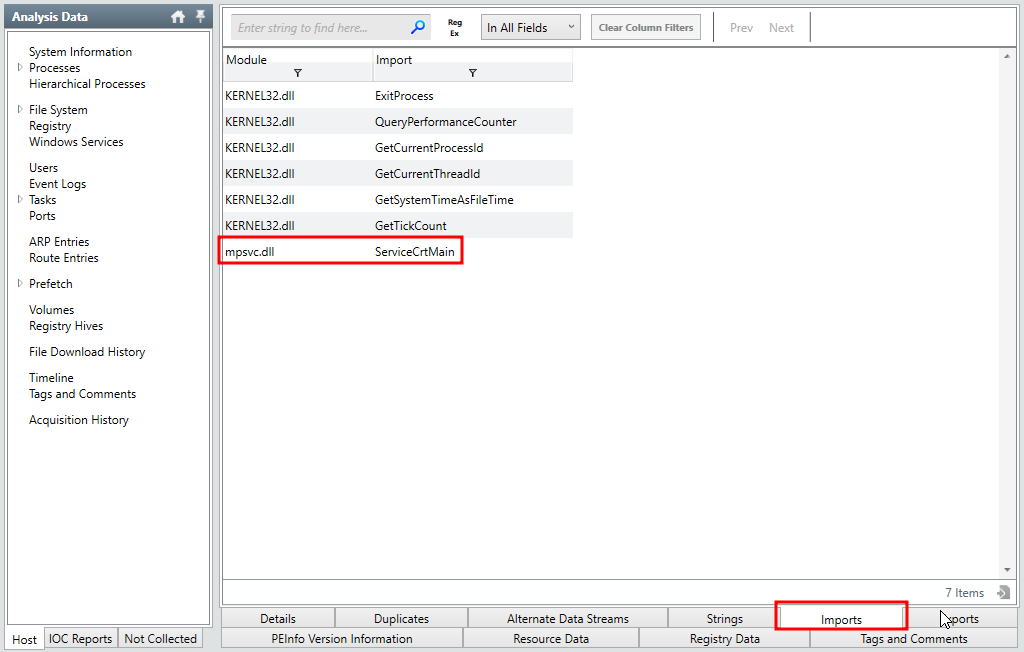 Analysis Data
System Information
Processes
Hierarchical Processes
File System
Registry
Windows Services
Users
Event Logs
Tasks
Ports
ARP Entries
Route Entries
Prefetch
Volumes
Registry Hives
File Download History
Timeline
Tags and Comments
Acquisition History
Host IOC Reports Not Collected
Enter string to find here... Reg Ex In All Fields Clear Column Filters Prev Next
Module Import
KERNEL32.dll ExitProcess
KERNEL32.dll QueryPerformanceCounter
KERNEL32.dll GetCurrentProcessId
KERNEL32.dll GetCurrentThreadId
KERNEL32.dll GetSystemTimeAsFileTime
KERNEL32.dll GetTickCount
mpsvc.dll ServiceCrtMain
7 Items
Details Duplicates Alternate Data Streams Strings Imports
PEInfo Version Information Resource Data Registry Data Tags and Comments